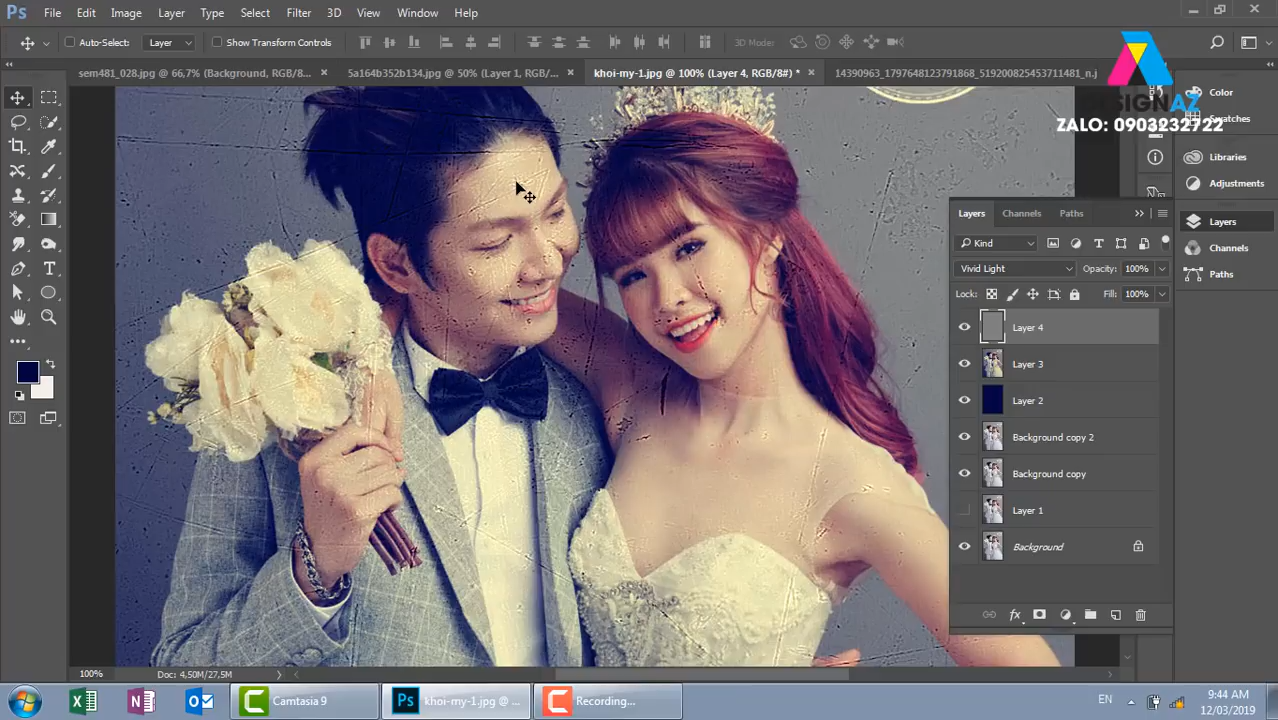 Ps File Edit Image Layer Type Select Filter 3D View Window Help
Auto-Select: Layer Show Transform Controls 3D Mode:
sem481_028.jpg @ 66,7% (Background, RGB/8... × 5a164b352b134.jpg @ 50% (Layer 1, RGB/... × khoi-my-1.jpg @ 100% (Layer 4, RGB/8#) * × 14390963_1797648123791868_519200825453711481_n.j
ZALO: 0903232722
Color
Swatches
Libraries
Adjustments
Layers
Channels
Paths
Layers Channels Paths
Kind
Vivid Light Opacity: 100%
Lock: Fill: 100%
Layer 4
Layer 3
Layer 2
Background copy 2
Background copy
Layer 1
Background
fx
100% Doc: 4,50M/27,5M
Camtasia 9
Ps khoi-my-1.jpg @ ...
Recording...
EN
9:44 AM
12/03/2019